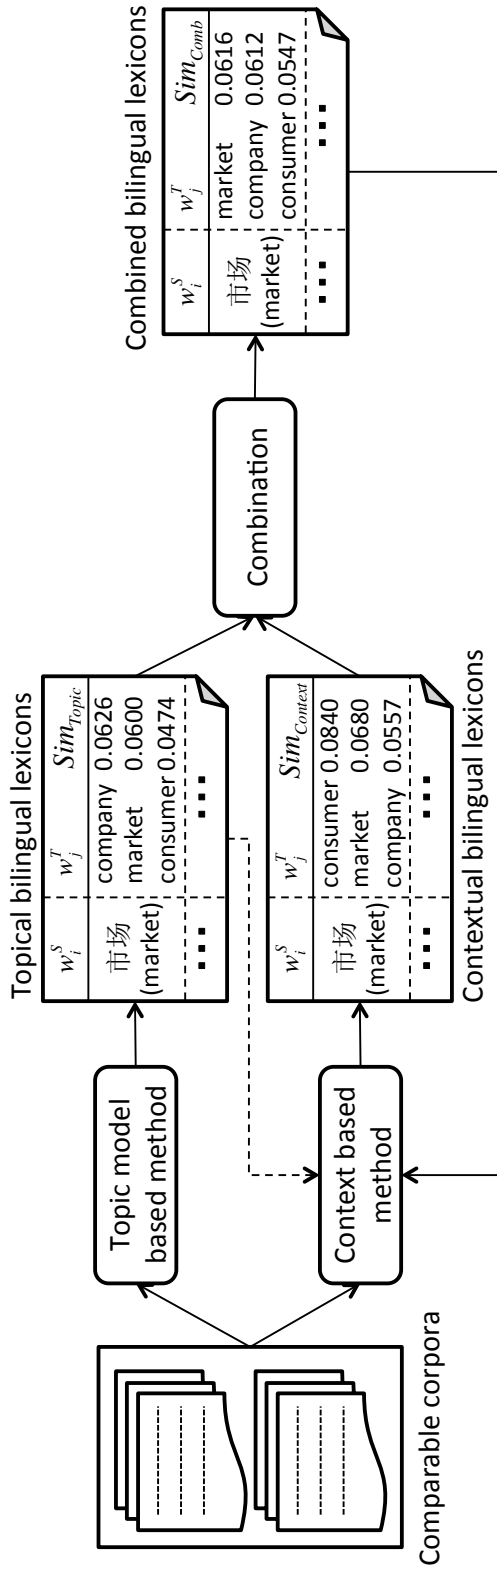 Comparable corpora
Topic model
based method
Context based
method
Topical bilingual lexicons
w_i^S w_j^T Sim_Topic
市场
(market)
company 0.0626
market 0.0600
consumer 0.0474
... ...
w_i^S w_j^T Sim_Context
市场
(market)
consumer 0.0840
market 0.0680
company 0.0557
... ...
Contextual bilingual lexicons
Combination
Combined bilingual lexicons
w_i^S w_j^T Sim_Comb
市场
(market)
market 0.0616
company 0.0612
consumer 0.0547
... ...